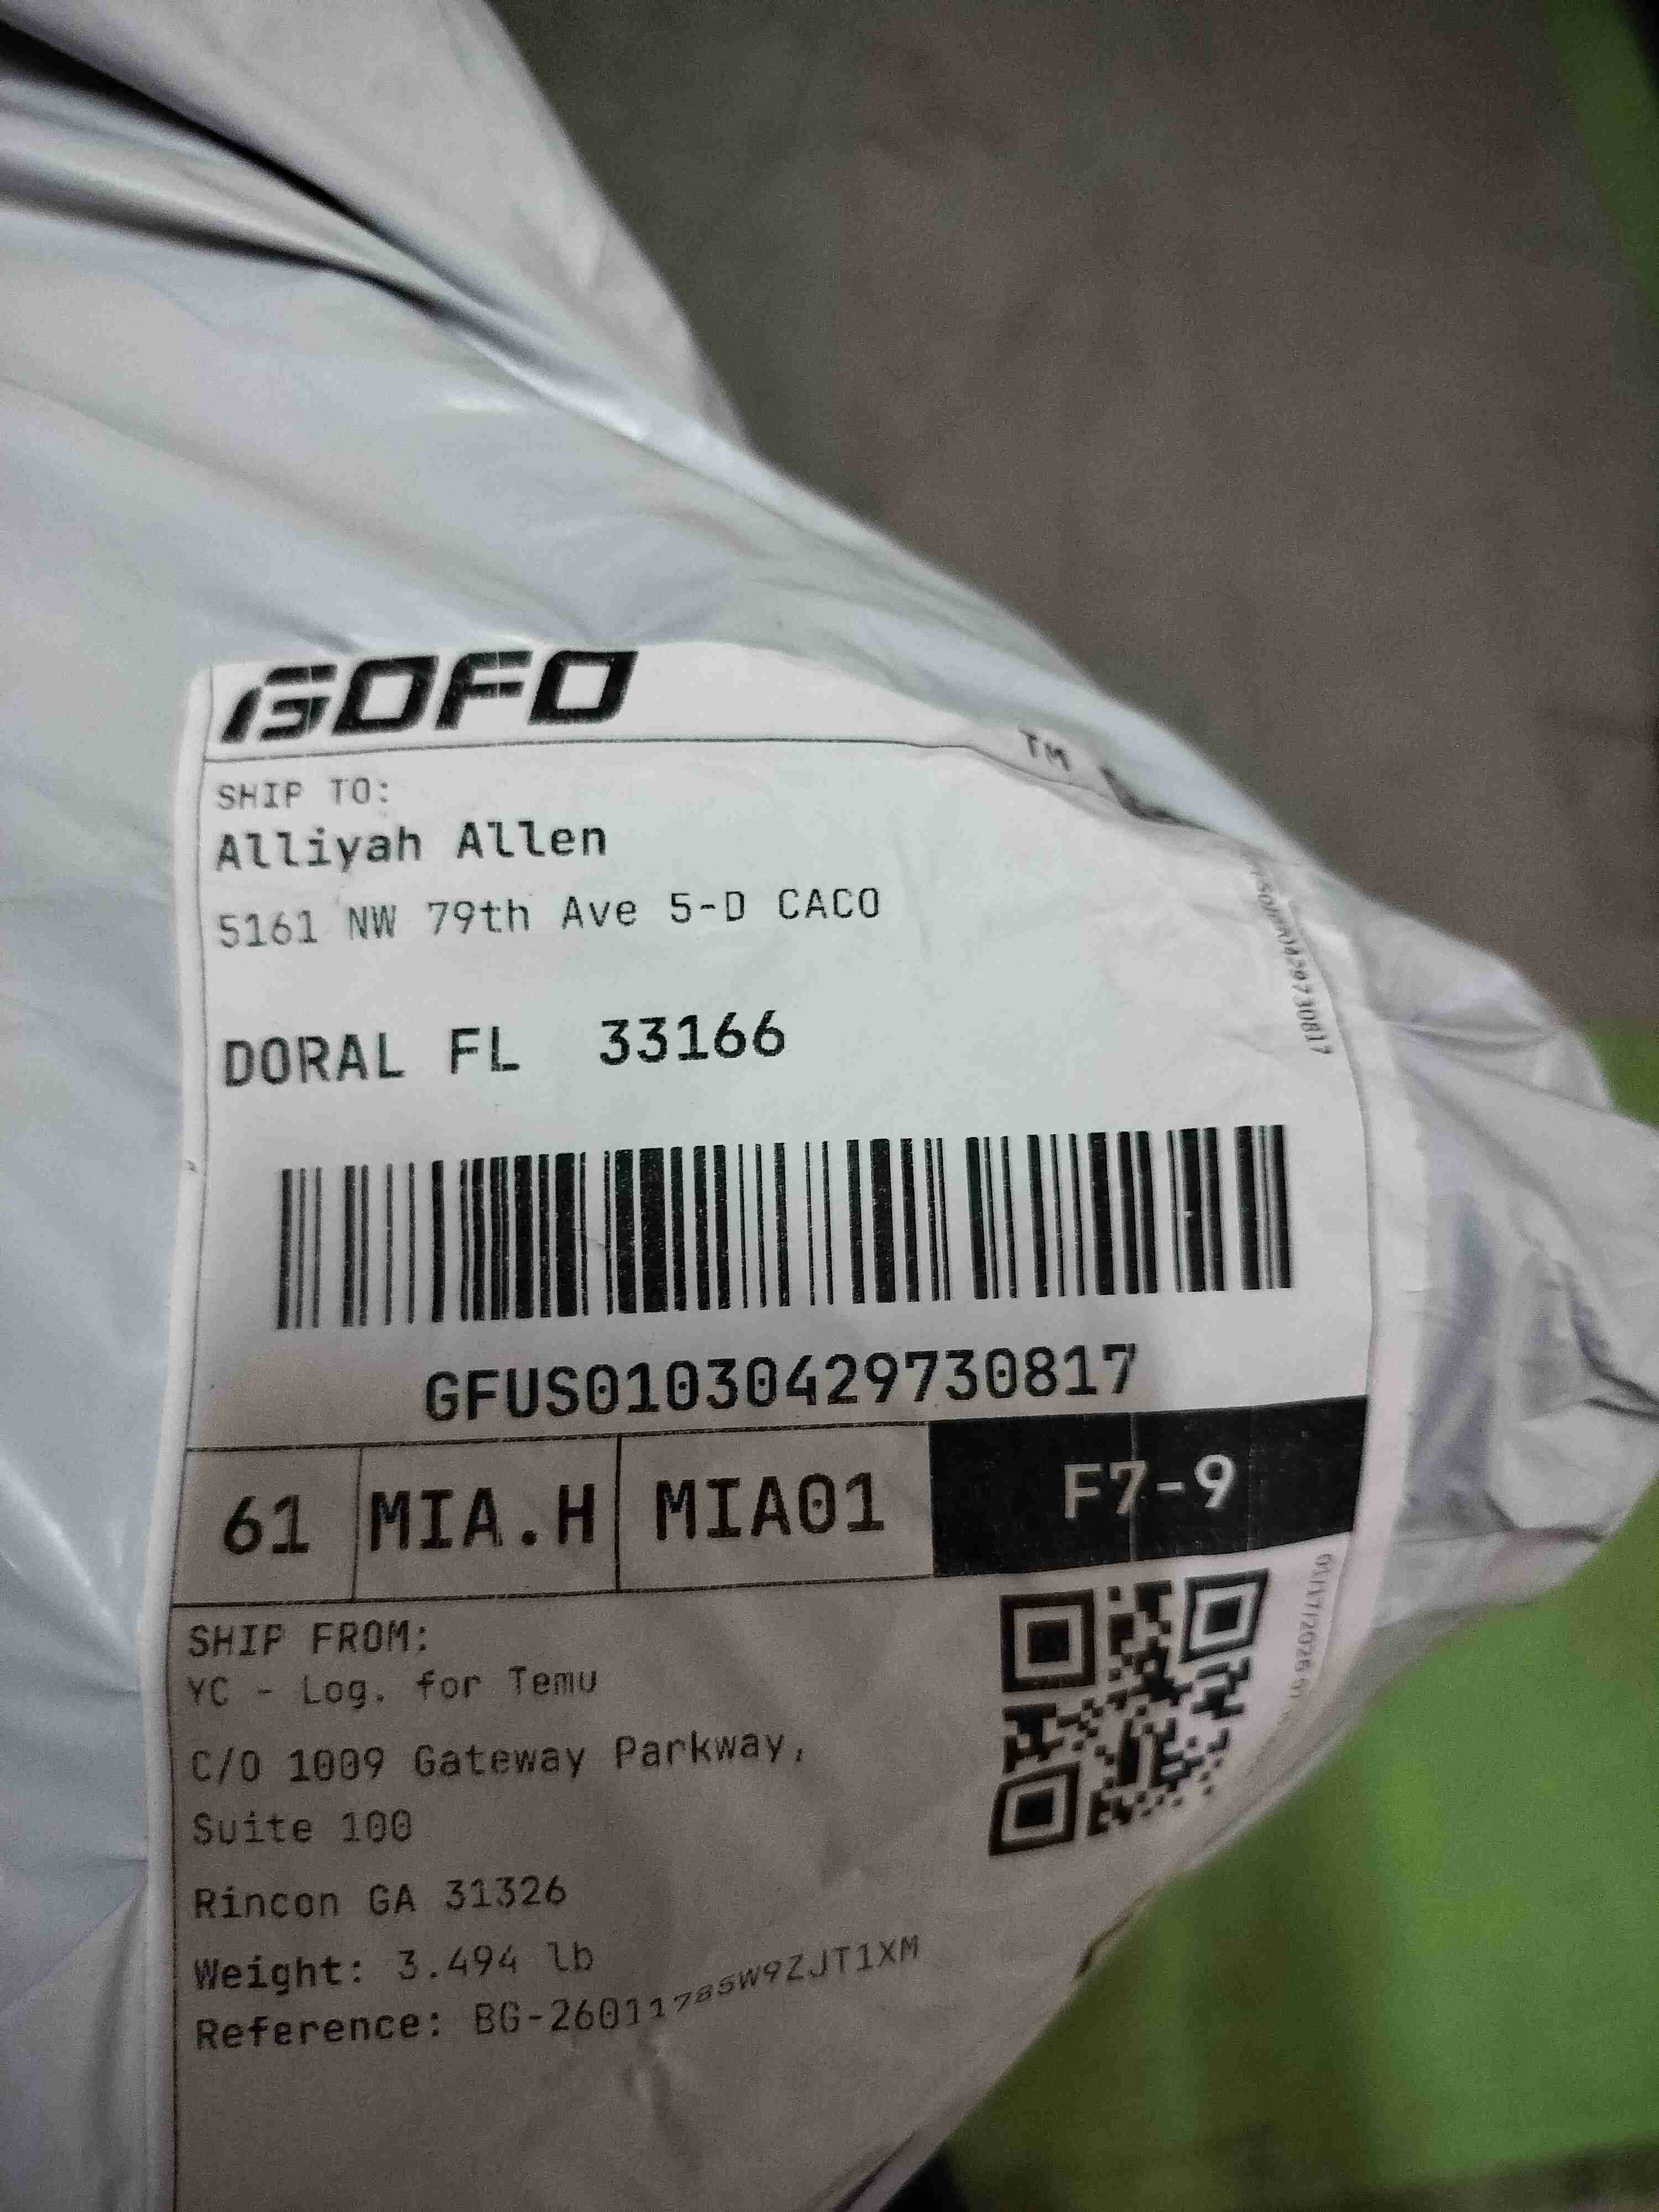 GOFO
TM
SHIP TO:
Alliyah Allen
5161 NW 79th Ave 5-D CACO
DORAL FL 33166
GFUS01030429730817
61 MIA.H MIA01 F7-9
SHIP FROM:
YC - Log. for Temu
C/O 1009 Gateway Parkway,
Suite 100
Rincon GA 31326
Weight: 3.494 lb
Reference: BG-26011785W9ZJT1XM